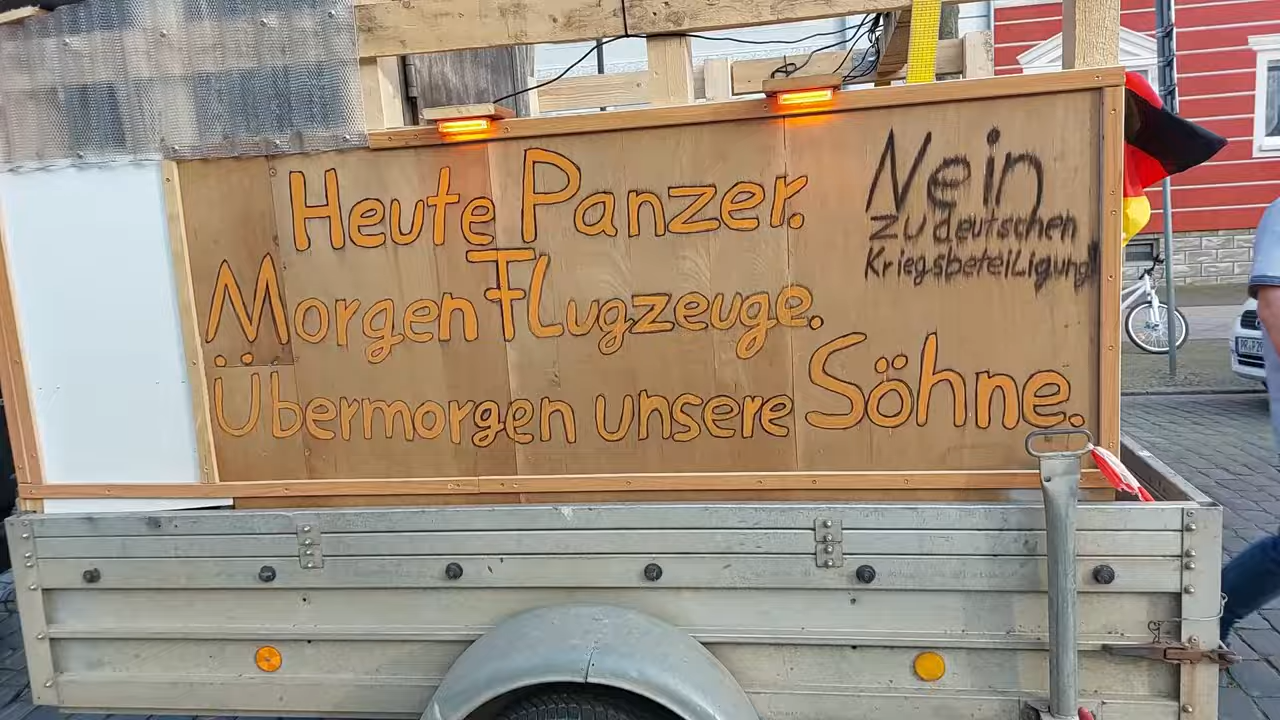 Heute Panzer.
Morgen Flugzeuge.
Übermorgen unsere Söhne.
Nein
zu deutschen
Kriegsbeteiligung!